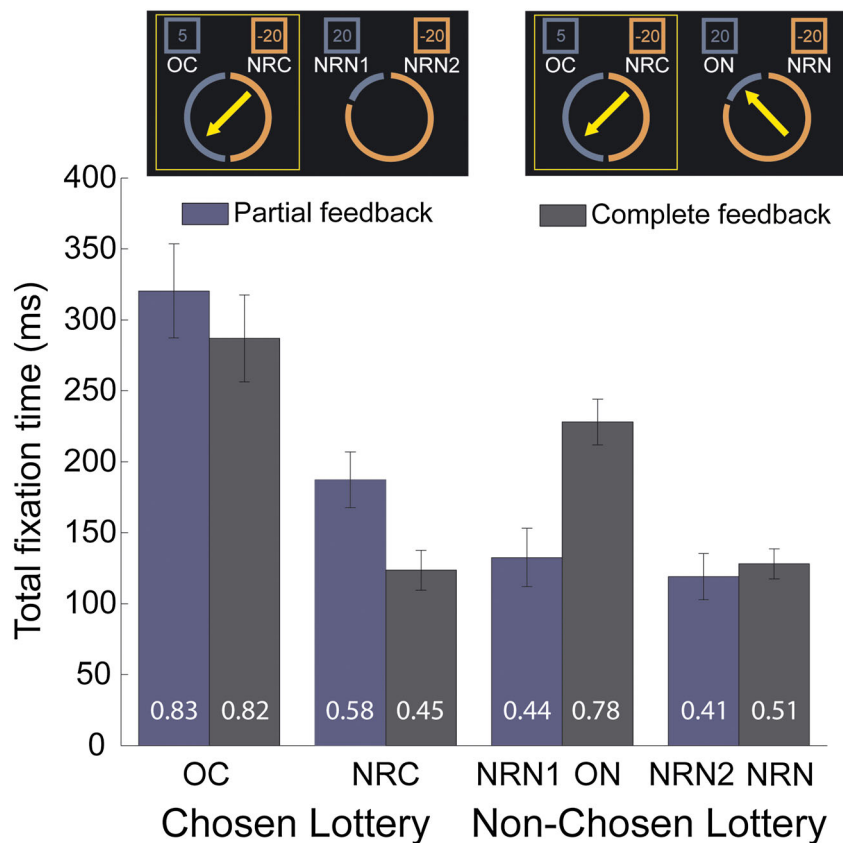 5 -20 20 -20
OC NRC NRN1 NRN2
5 -20 20 -20
OC NRC ON NRN
Partial feedback
Complete feedback
Total fixation time (ms)
400
350
300
250
200
150
100
50
0
0.83 0.82 0.58 0.45 0.44 0.78 0.41 0.51
OC NRC NRN1 ON NRN2 NRN
Chosen Lottery Non-Chosen Lottery